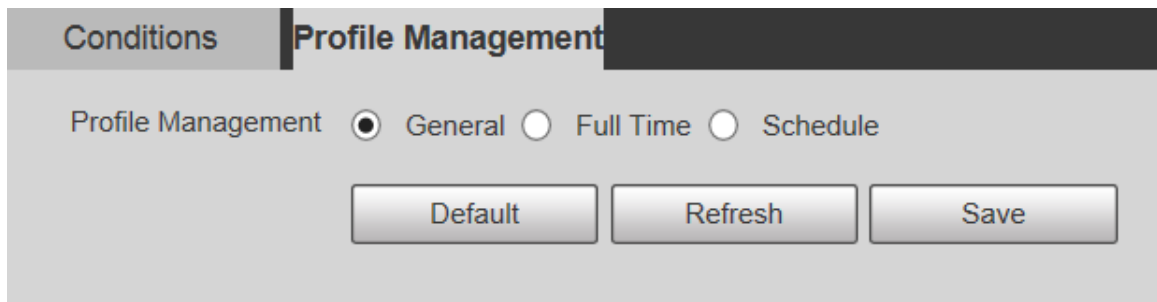 Conditions Profile Management
Profile Management General Full Time Schedule
Default Refresh Save